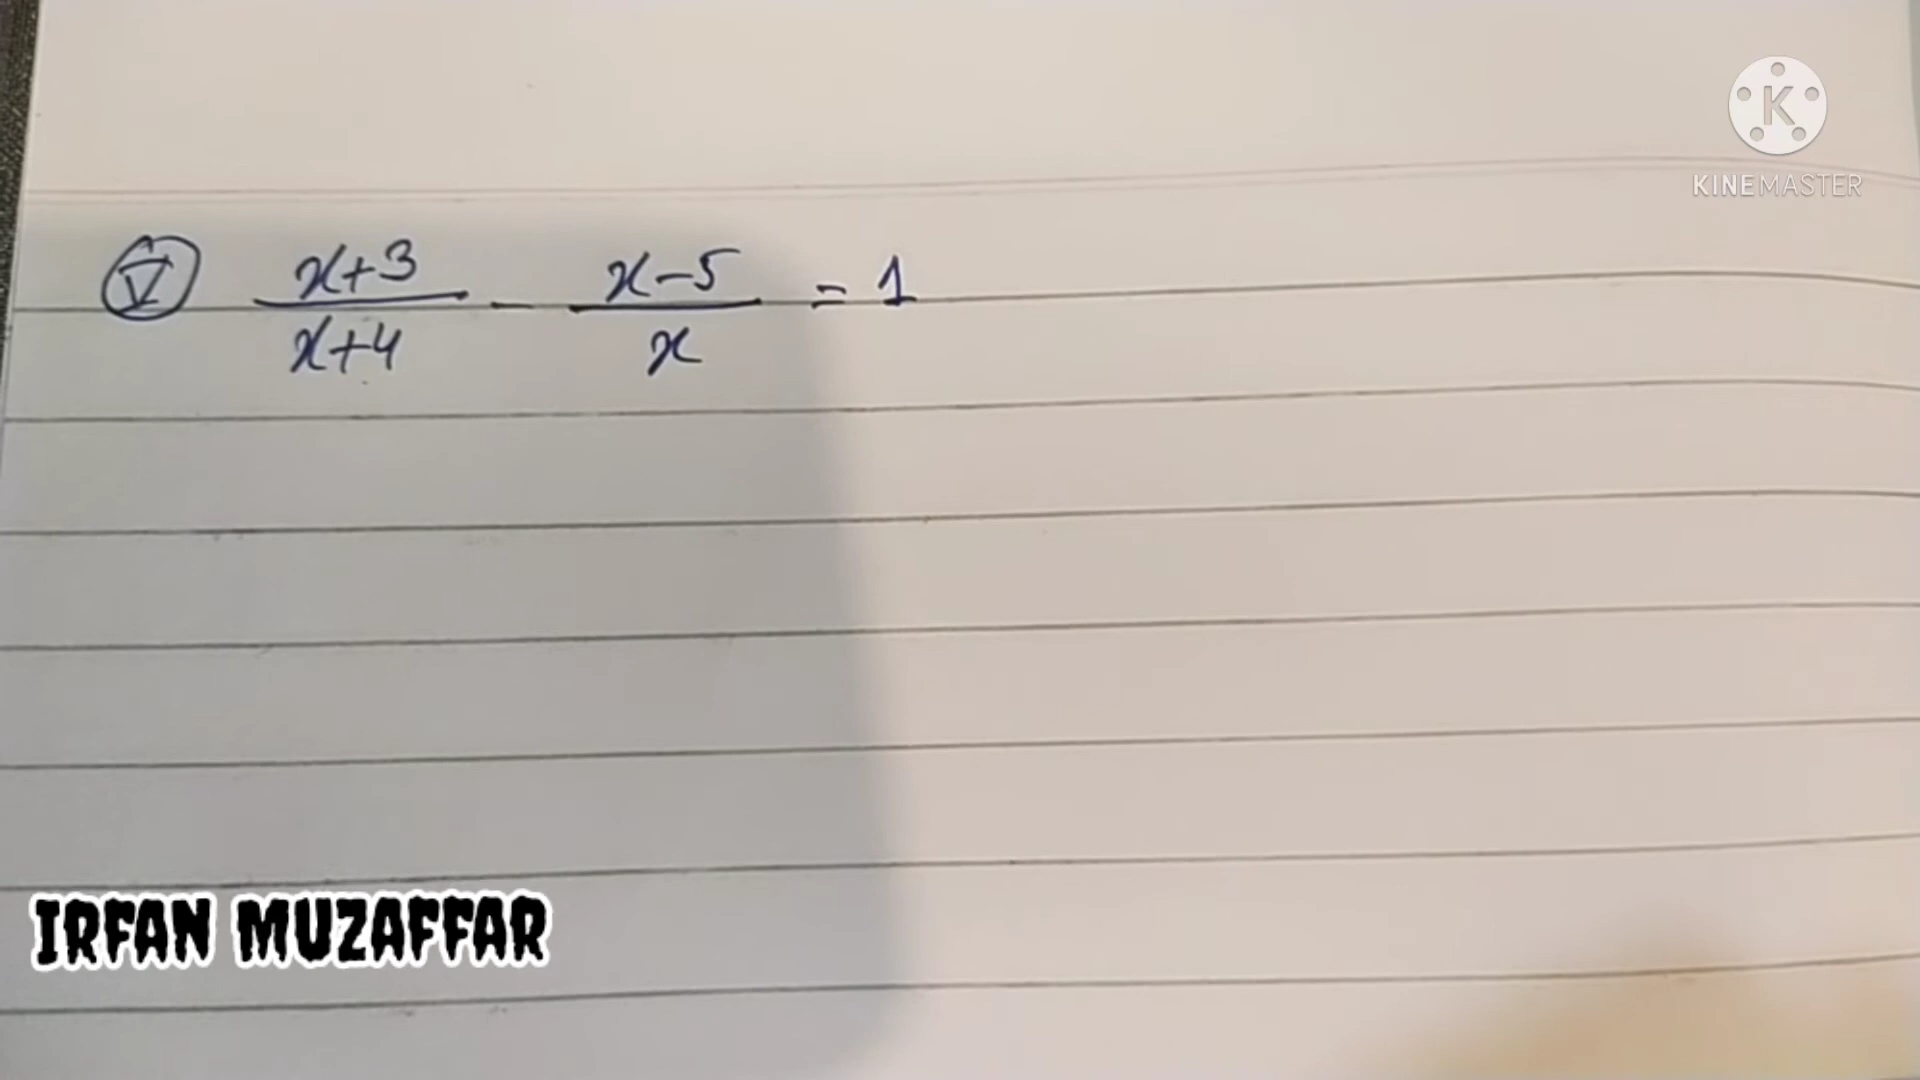 KINEMASTER
Ⓥ (x+3)/(x+4) - (x-5)/x = 1
IRFAN MUZAFFAR